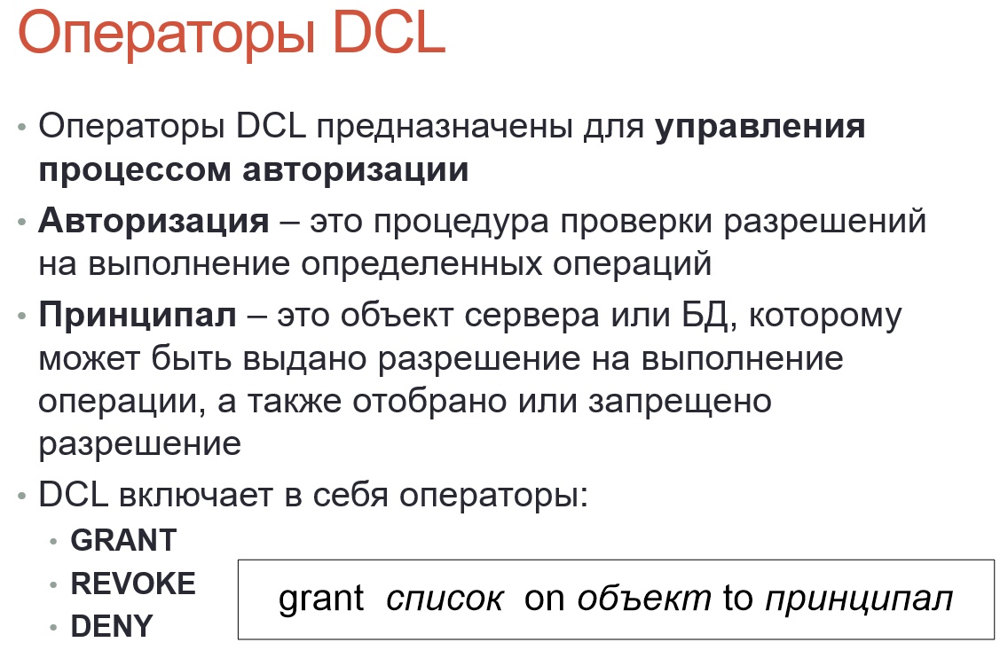 Операторы DCL
• Операторы DCL предназначены для управления
процессом авторизации
• Авторизация – это процедура проверки разрешений
на выполнение определенных операций
• Принципал – это объект сервера или БД, которому
может быть выдано разрешение на выполнение
операции, а также отобрано или запрещено
разрешение
• DCL включает в себя операторы:
• GRANT
• REVOKE
• DENY
grant список on объект to принципал